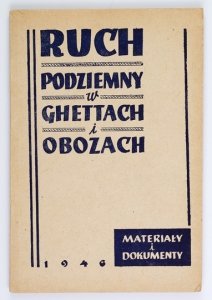 RUCH
PODZIEMNY
w
GHETTACH
i
OBOZACH
MATERIAŁY
i
DOKUMENTY
1946